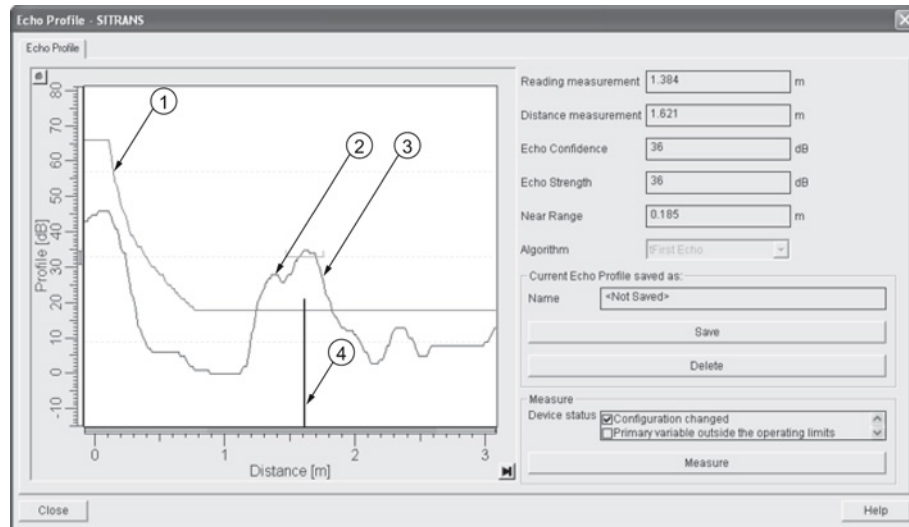 Echo Profile - SITRANS
Echo Profile
80
70
60
50
40
30
20
10
0
-10
Profile [dB]
1
2
3
4
0
1
2
3
Distance [m]
Reading measurement 1.384 m
Distance measurement 1.621 m
Echo Confidence 36 dB
Echo Strength 36 dB
Near Range 0.185 m
Algorithm tFirst Echo
Current Echo Profile saved as:
Name <Not Saved>
Save
Delete
Measure
Device status Configuration changed
Primary variable outside the operating limits
Measure
Close
Help